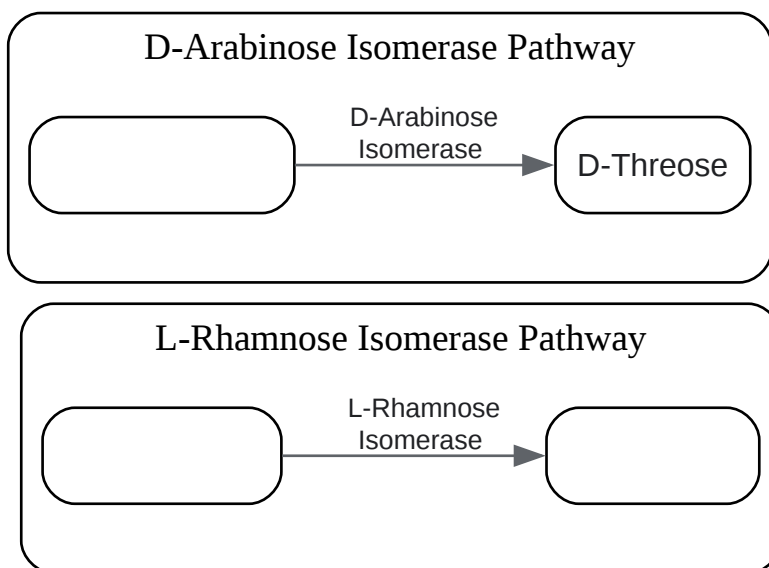 D-Arabinose Isomerase Pathway
D-Arabinose
Isomerase
D-Threose
L-Rhamnose Isomerase Pathway
L-Rhamnose
Isomerase